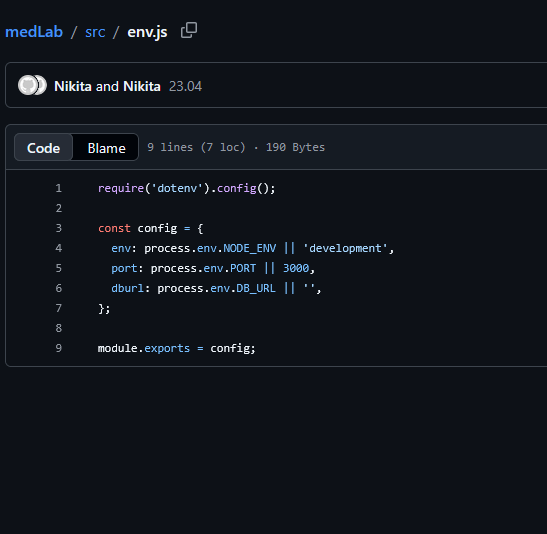 medLab / src / env.js
Nikita and Nikita 23.04
Code Blame 9 lines (7 loc) · 190 Bytes
1 require('dotenv').config();
2
3 const config = {
4   env: process.env.NODE_ENV || 'development',
5   port: process.env.PORT || 3000,
6   dburl: process.env.DB_URL || '',
7 };
8
9 module.exports = config;